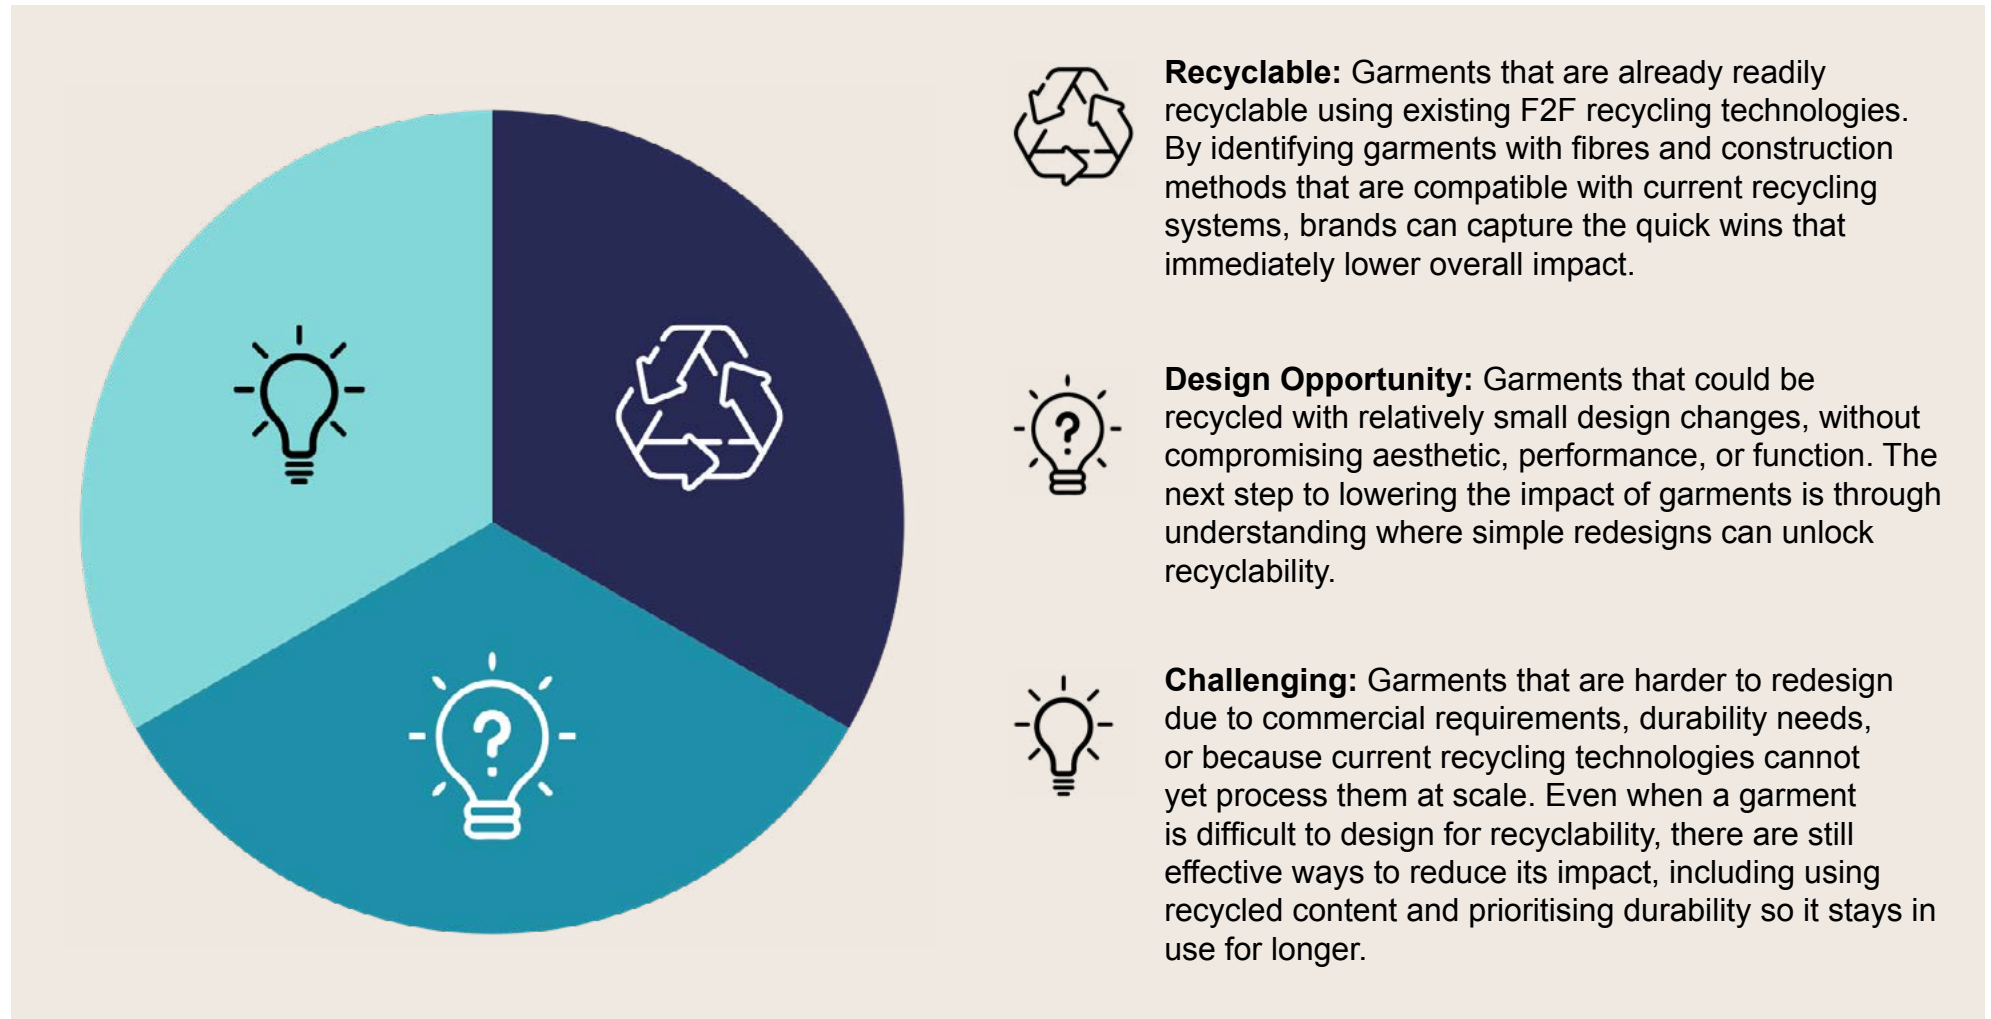 Recyclable: Garments that are already readily
recyclable using existing F2F recycling technologies.
By identifying garments with fibres and construction
methods that are compatible with current recycling
systems, brands can capture the quick wins that
immediately lower overall impact.
Design Opportunity: Garments that could be
recycled with relatively small design changes, without
compromising aesthetic, performance, or function. The
next step to lowering the impact of garments is through
understanding where simple redesigns can unlock
recyclability.
Challenging: Garments that are harder to redesign
due to commercial requirements, durability needs,
or because current recycling technologies cannot
yet process them at scale. Even when a garment
is difficult to design for recyclability, there are still
effective ways to reduce its impact, including using
recycled content and prioritising durability so it stays in
use for longer.